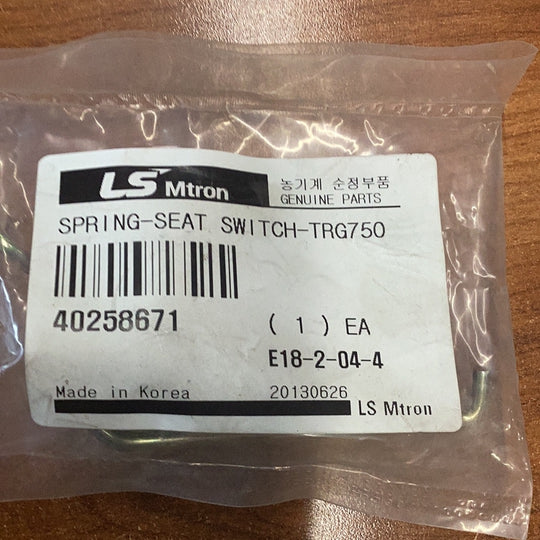 LS Mtron
농기계 순정부품
GENUINE PARTS
SPRING-SEAT SWITCH-TRG750
40258671
( 1 ) EA
E18-2-04-4
Made in Korea
20130626
LS Mtron